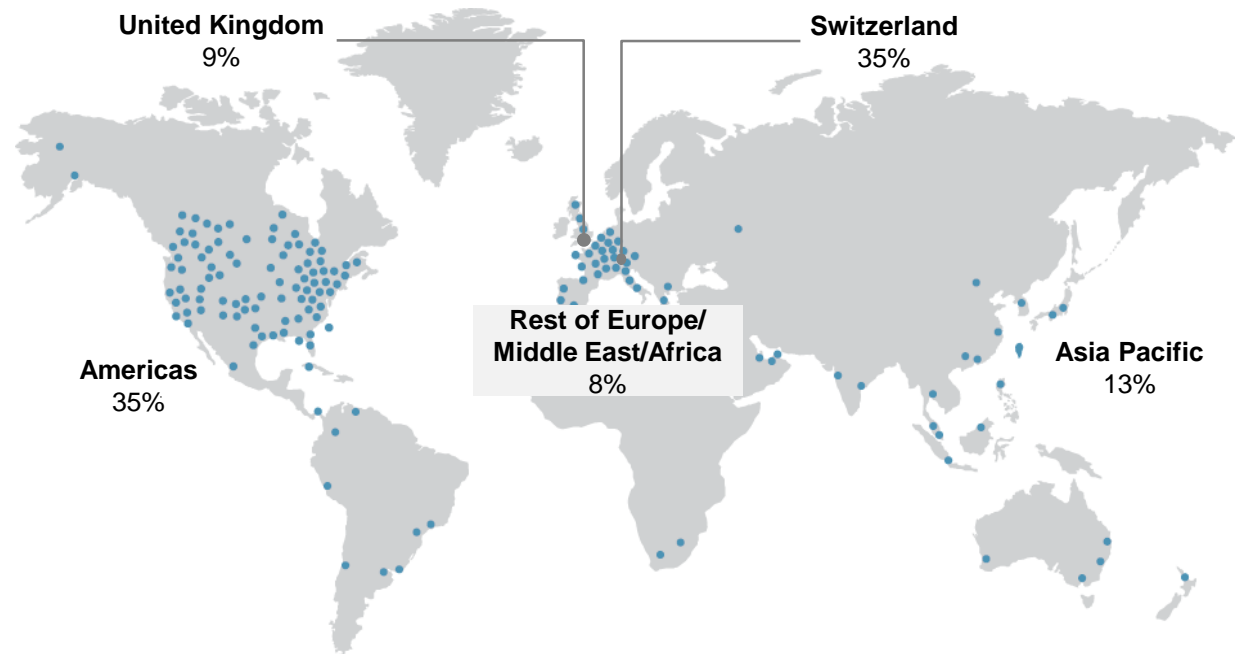 United Kingdom
9%
Switzerland
35%
Rest of Europe/
Middle East/Africa
8%
Americas
35%
Asia Pacific
13%